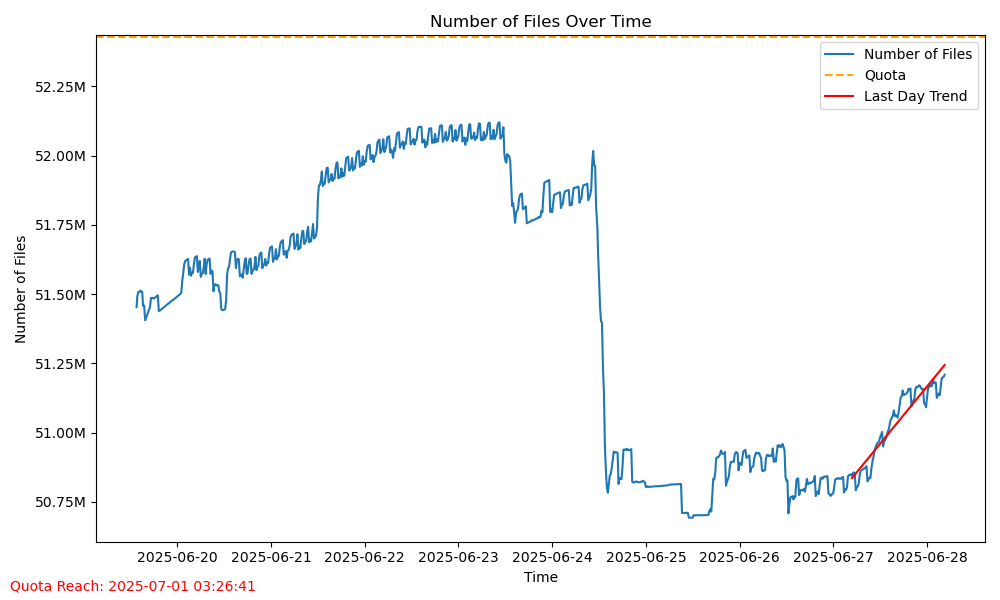 Number of Files Over Time
Number of Files
Quota
Last Day Trend
52.25M
52.00M
51.75M
51.50M
51.25M
51.00M
50.75M
Number of Files
2025-06-20
2025-06-21
2025-06-22
2025-06-23
2025-06-24
2025-06-25
2025-06-26
2025-06-27
2025-06-28
Time
Quota Reach: 2025-07-01 03:26:41